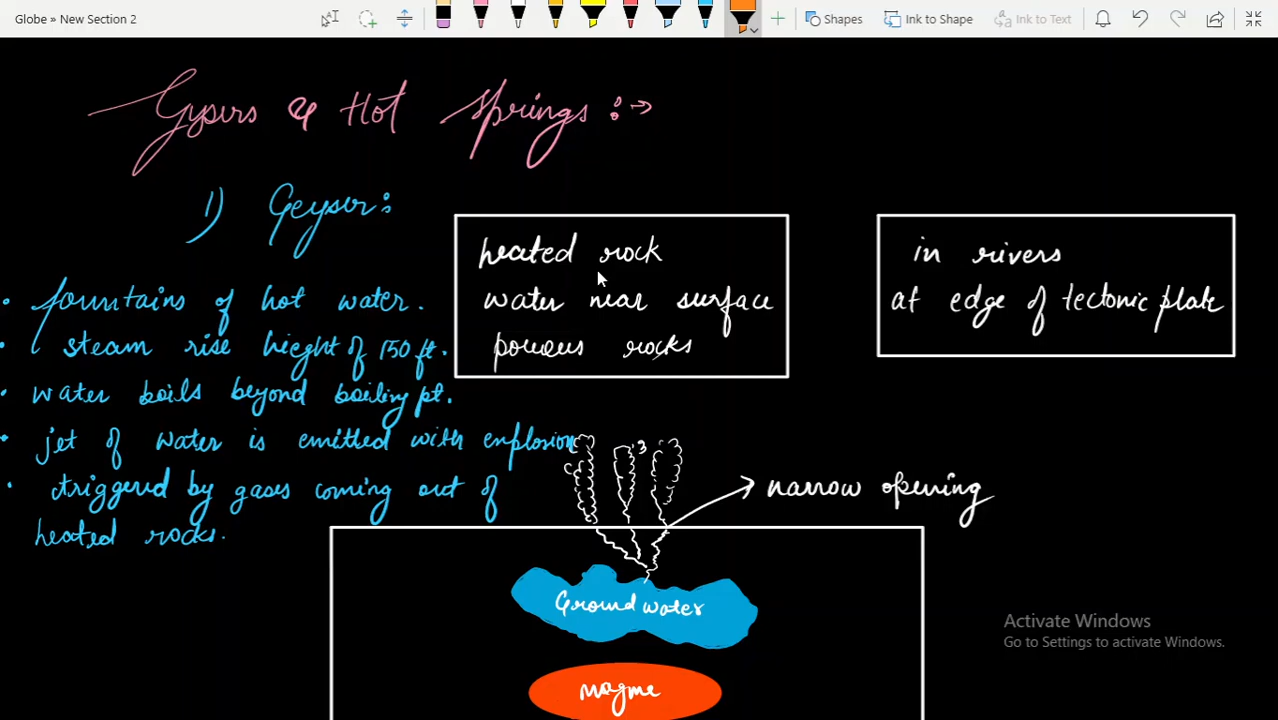 Globe » New Section 2
Shapes
Ink to Shape
Ink to Text
Gysers & Hot Springs :→
1) Geyser:
heated rock
water near surface
porous rocks
in rivers
at edge of tectonic plate
• fountains of hot water.
• steam rise hieght of 150 ft.
• water boils beyond boiling pt.
• jet of water is emitted with explosion
• triggered by gases coming out of
heated rocks.
narrow opening
Ground water
magme
Activate Windows
Go to Settings to activate Windows.